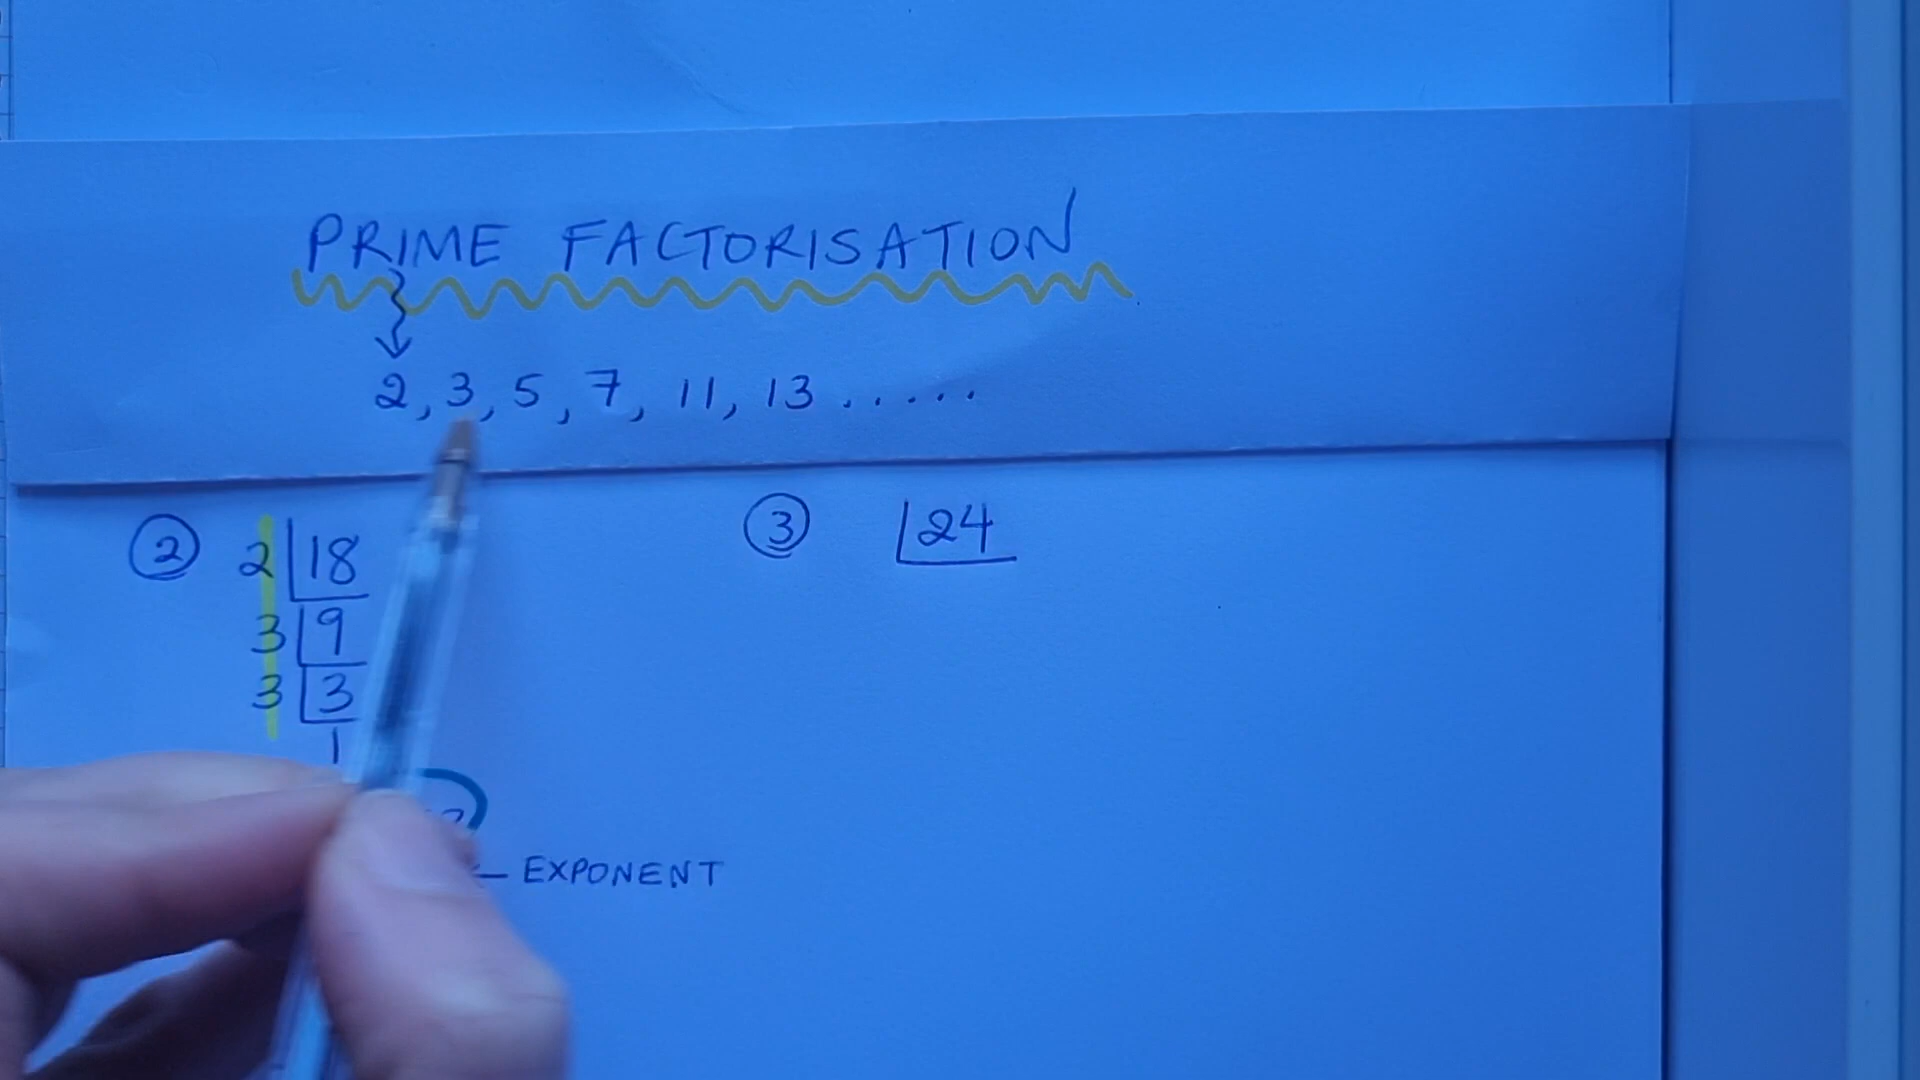 PRIME FACTORISATION
2, 3, 5, 7, 11, 13 . . . . .
② 2 18
3 9
3 3
1
EXPONENT
③ 24